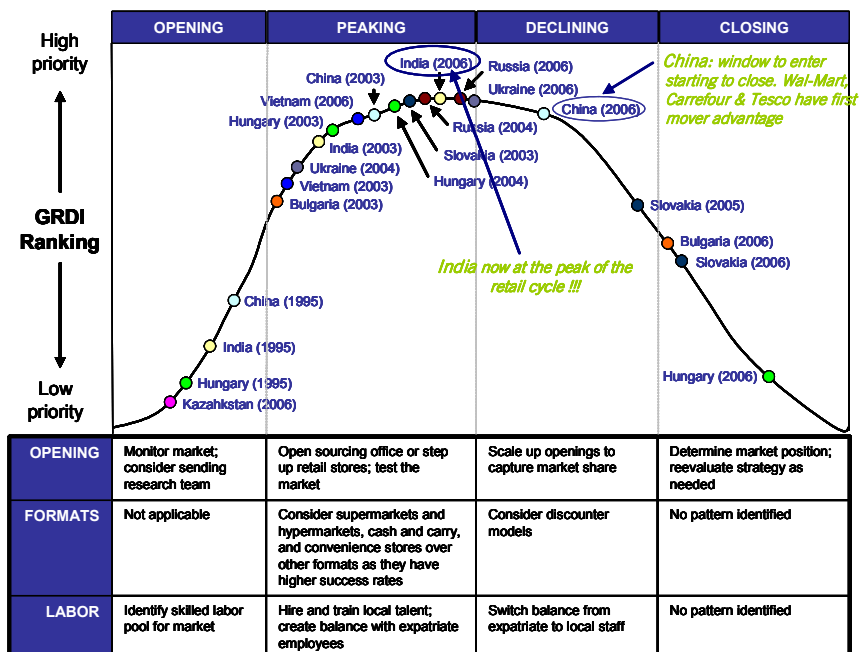 OPENING
PEAKING
DECLINING
CLOSING
High
priority
GRDI
Ranking
Low
priority
India (2006)
China (2003)
Russia (2006)
Ukraine (2006)
Vietnam (2006)
China (2006)
Hungary (2003)
Russia (2004)
India (2003)
Slovakia (2003)
Ukraine (2004)
Hungary (2004)
Vietnam (2003)
Bulgaria (2003)
China: window to enter
starting to close. Wal-Mart,
Carrefour & Tesco have first
mover advantage
Slovakia (2005)
Bulgaria (2006)
Slovakia (2006)
India now at the peak of the
retail cycle !!!
China (1995)
India (1995)
Hungary (1995)
Kazahkstan (2006)
Hungary (2006)
OPENING
Monitor market;
consider sending
research team
Open sourcing office or step
up retail stores; test the
market
Scale up openings to
capture market share
Determine market position;
reevaluate strategy as
needed
FORMATS
Not applicable
Consider supermarkets and
hypermarkets, cash and carry,
and convenience stores over
other formats as they have
higher success rates
Consider discounter
models
No pattern identified
LABOR
Identify skilled labor
pool for market
Hire and train local talent;
create balance with expatriate
employees
Switch balance from
expatriate to local staff
No pattern identified